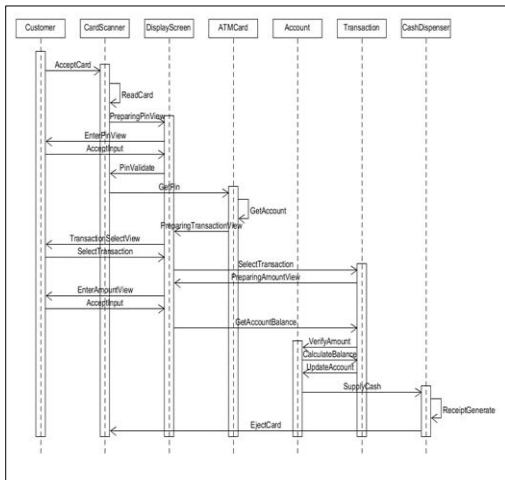 Customer CardScanner DisplayScreen ATMCard Account Transaction CashDispenser
AcceptCard
ReadCard
PreparingPinView
EnterPinView
AcceptInput
PinValidate
GetPin
GetAccount
PreparingTransactionView
TransactionSelectView
SelectTransaction
SelectTransaction
PreparingAmountView
EnterAmountView
AcceptInput
GetAccountBalance
VerifyAmount
CalculateBalance
UpdateAccount
SupplyCash
ReceiptGenerate
EjectCard